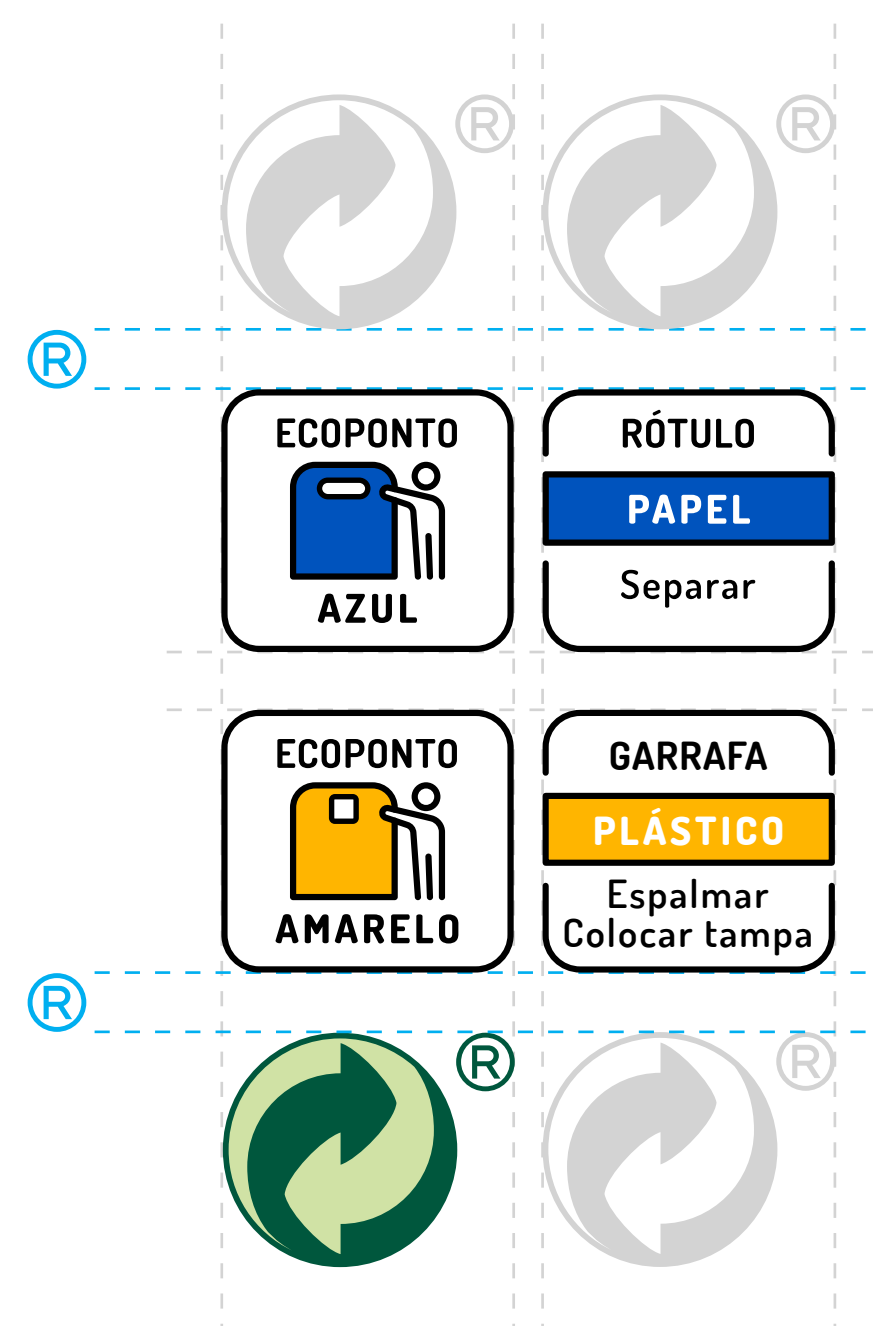 ®
®
®
ECOPONTO
AZUL
RÓTULO
PAPEL
Separar
ECOPONTO
AMARELO
GARRAFA
PLÁSTICO
Espalmar
Colocar tampa
®
®
®